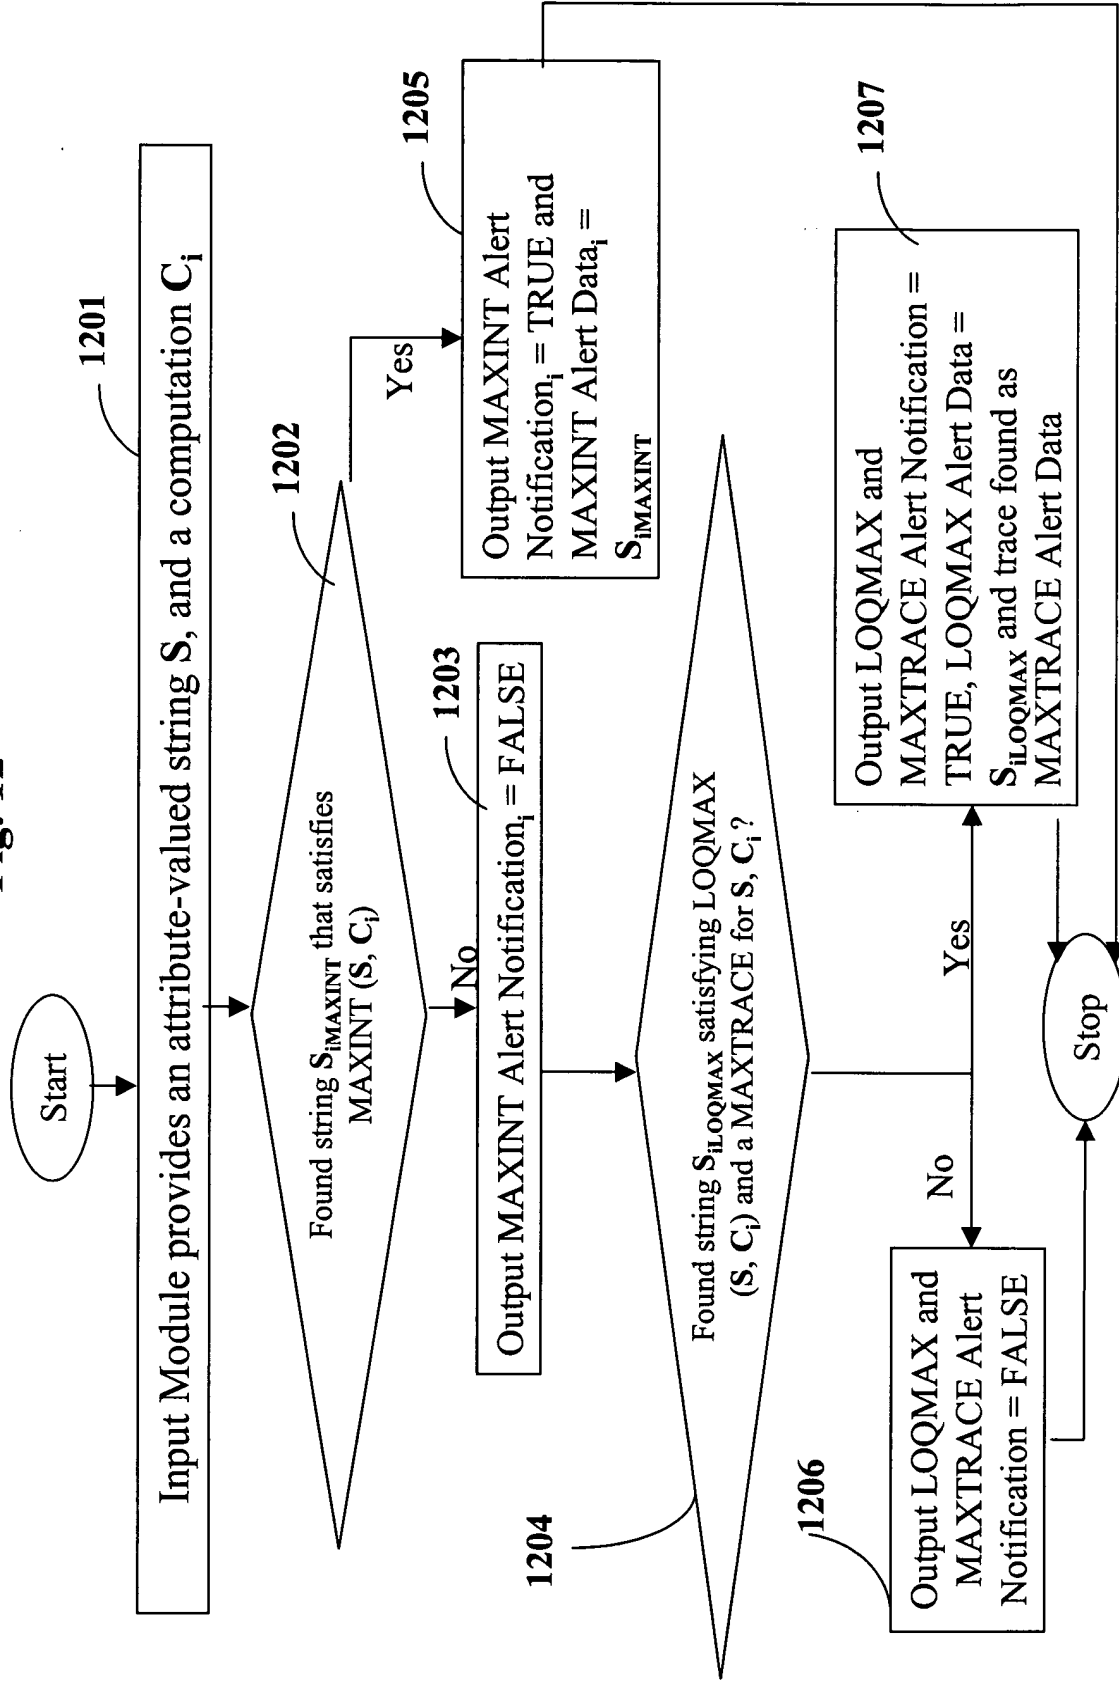 Start
1201
Input Module provides an attribute-valued string S, and a computation Ci
1202
Found string SiMAXINT that satisfies
MAXINT (S, Ci)
Yes
1205
Output MAXINT Alert
Notificationi = TRUE and
MAXINT Alert Datai =
SiMAXINT
No
1203
Output MAXINT Alert Notificationi = FALSE
1204
Found string SiLOQMAX satisfying LOQMAX
(S, Ci) and a MAXTRACE for S, Ci?
No
Yes
1206
Output LOQMAX and
MAXTRACE Alert
Notification = FALSE
1207
Output LOQMAX and
MAXTRACE Alert Notification =
TRUE, LOQMAX Alert Data =
SiLOQMAX and trace found as
MAXTRACE Alert Data
Stop